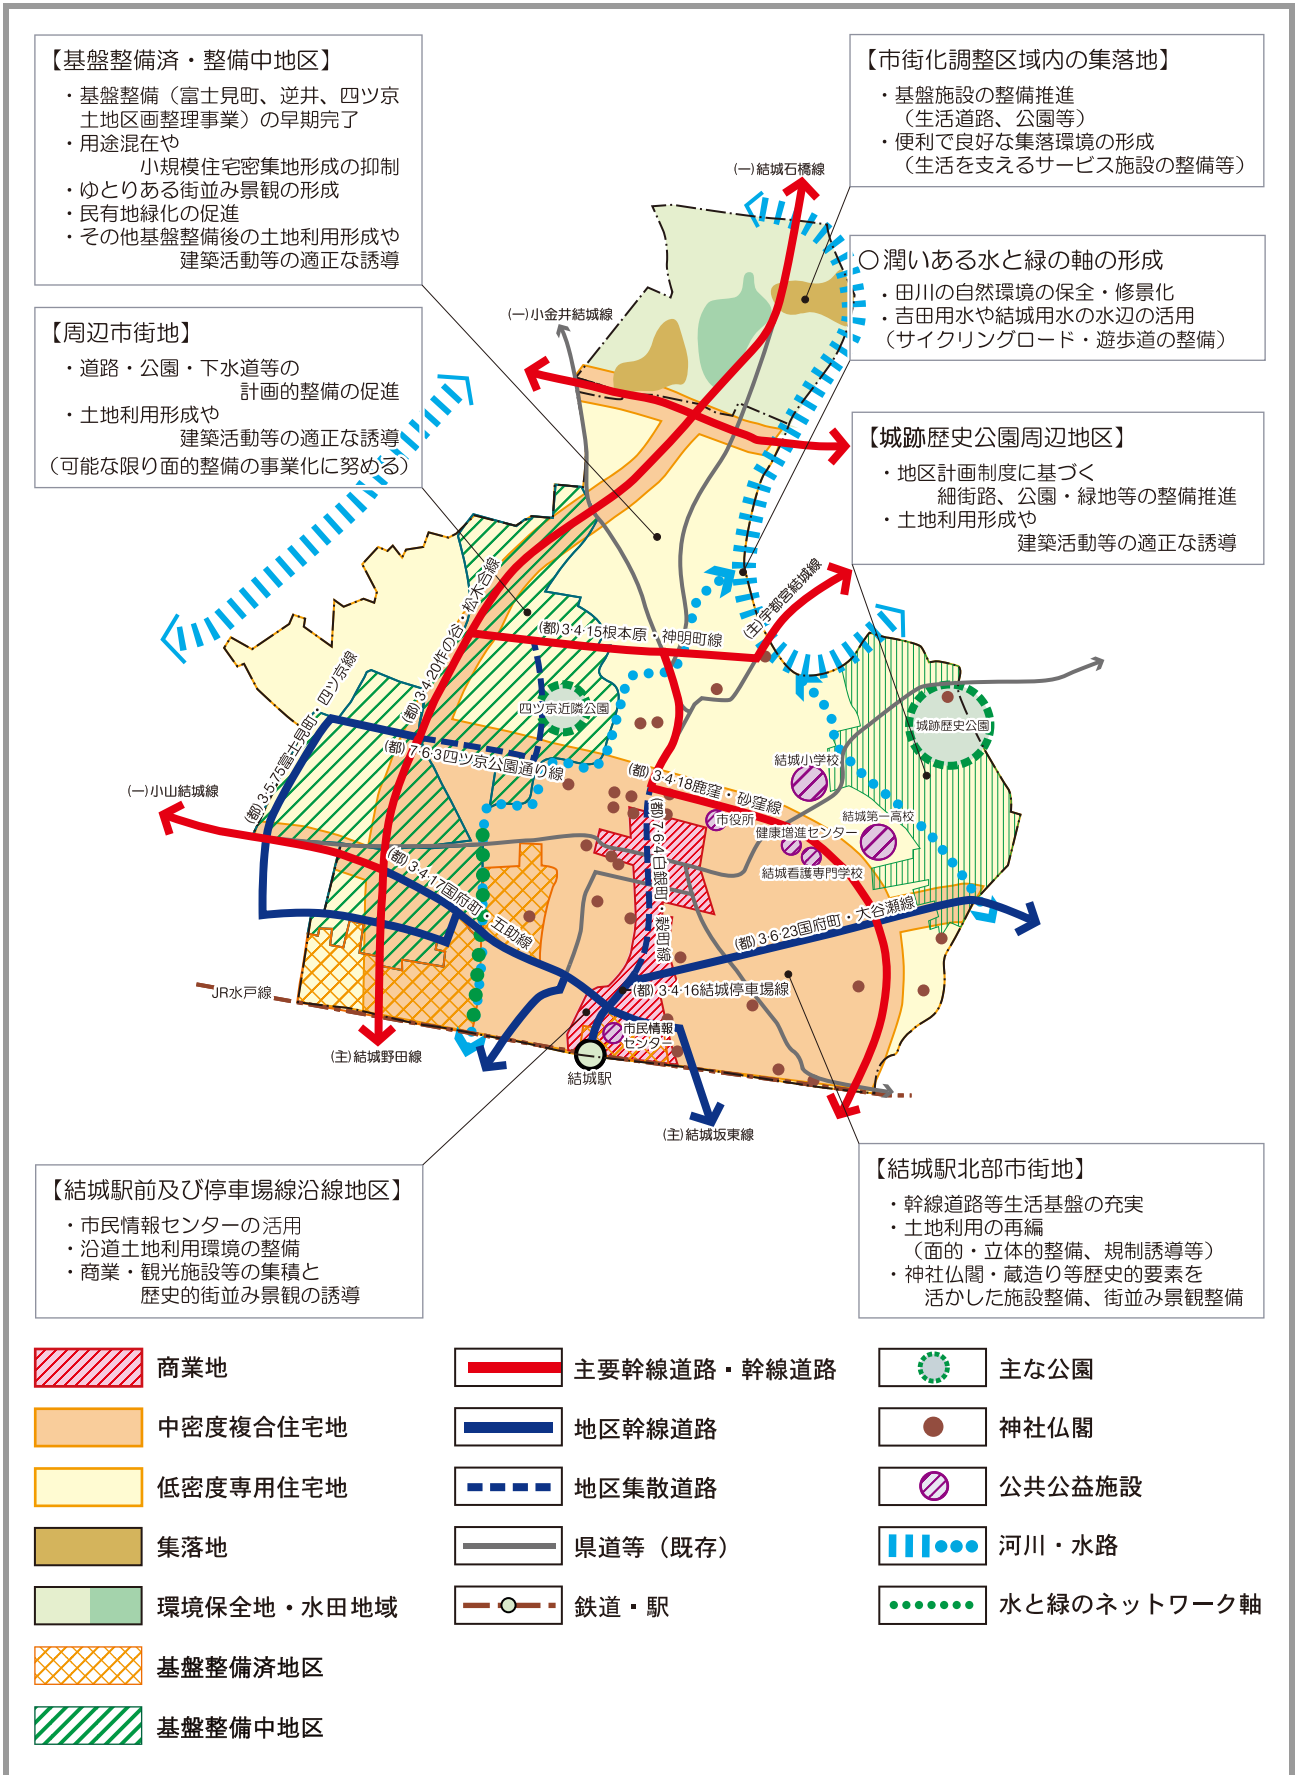 【基盤整備済・整備中地区】
・基盤整備（富士見町、逆井、四ツ京
土地区画整理事業）の早期完了
・用途混在や
小規模住宅密集地形成の抑制
・ゆとりある街並み景観の形成
・民有地緑化の促進
・その他基盤整備後の土地利用形成や
建築活動等の適正な誘導
【周辺市街地】
・道路・公園・下水道等の
計画的整備の促進
・土地利用形成や
建築活動等の適正な誘導
（可能な限り面的整備の事業化に努める）
【市街化調整区域内の集落地】
・基盤施設の整備推進
（生活道路、公園等）
・便利で良好な集落環境の形成
（生活を支えるサービス施設の整備等）
○潤いある水と緑の軸の形成
・田川の自然環境の保全・修景化
・吉田用水や結城用水の水辺の活用
（サイクリングロード・遊歩道の整備）
【城跡歴史公園周辺地区】
・地区計画制度に基づく
細街路、公園・緑地等の整備推進
・土地利用形成や
建築活動等の適正な誘導
(一)結城石橋線
(一)小金井結城線
(主)宇都宮結城線
(都)3・4・15根本原・神明町線
(都)3・4・20作の谷・松木合線
四ツ京近隣公園
城跡歴史公園
(都)3・5・75富士見町・四ツ京線
(都)7・6・3四ツ京公園通り線
(都)3・4・18鹿窪・砂窪線
結城小学校
(一)小山結城線
市役所
結城第一高校
健康増進センター
結城看護専門学校
(都)7・6・4白銀町・穀町線
(都)3・4・17国府町・五助線
(都)3・6・23国府町・大谷瀬線
(都)3・4・16結城停車場線
JR水戸線
市民情報
センター
(主)結城野田線
結城駅
(主)結城坂東線
【結城駅前及び停車場線沿線地区】
・市民情報センターの活用
・沿道土地利用環境の整備
・商業・観光施設等の集積と
歴史的街並み景観の誘導
【結城駅北部市街地】
・幹線道路等生活基盤の充実
・土地利用の再編
（面的・立体的整備、規制誘導等）
・神社仏閣・蔵造り等歴史的要素を
活かした施設整備、街並み景観整備
商業地
中密度複合住宅地
低密度専用住宅地
集落地
環境保全地・水田地域
基盤整備済地区
基盤整備中地区
主要幹線道路・幹線道路
地区幹線道路
地区集散道路
県道等（既存）
鉄道・駅
主な公園
神社仏閣
公共公益施設
河川・水路
水と緑のネットワーク軸